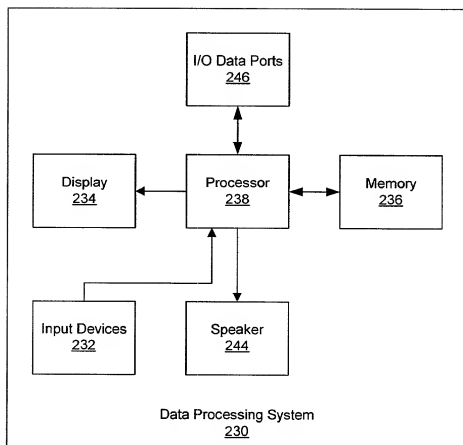 I/O Data Ports
246
Display
234
Processor
238
Memory
236
Input Devices
232
Speaker
244
Data Processing System
230